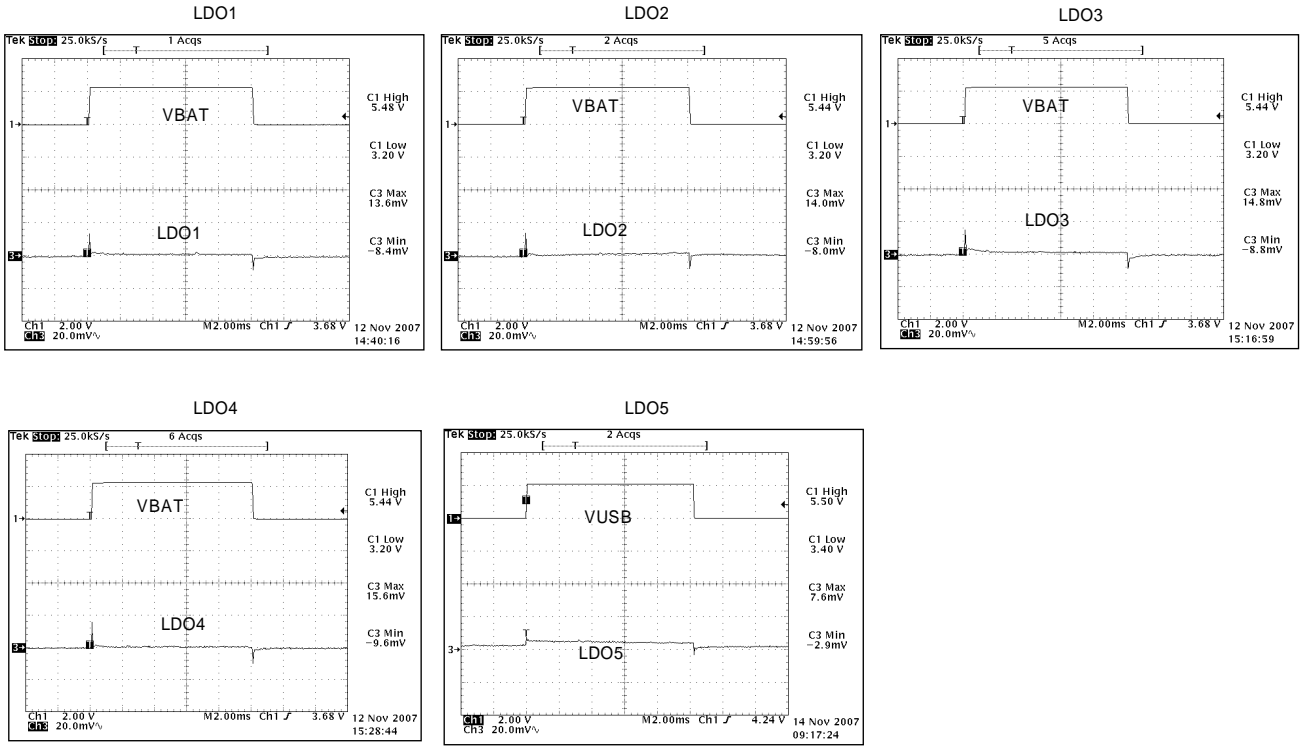 LDO1
Tek Stop: 25.0kS/s 1 Acqs
T
VBAT
1
LDO1
T
3
C1 High
5.48 V
C1 Low
3.20 V
C3 Max
13.6mV
C3 Min
-8.4mV
Ch1 2.00 V M2.00ms Ch1 3.68 V
Ch3 20.0mV
12 Nov 2007
14:40:16
LDO2
Tek Stop: 25.0kS/s 2 Acqs
T
VBAT
1
LDO2
T
3
C1 High
5.44 V
C1 Low
3.20 V
C3 Max
14.0mV
C3 Min
-8.0mV
Ch1 2.00 V M2.00ms Ch1 3.68 V
Ch3 20.0mV
12 Nov 2007
14:59:56
LDO3
Tek Stop: 25.0kS/s 5 Acqs
T
VBAT
1
LDO3
T
3
C1 High
5.44 V
C1 Low
3.20 V
C3 Max
14.8mV
C3 Min
-8.8mV
Ch1 2.00 V M2.00ms Ch1 3.68 V
Ch3 20.0mV
12 Nov 2007
15:16:59
LDO4
Tek Stop: 25.0kS/s 6 Acqs
T
VBAT
1
LDO4
T
3
C1 High
5.44 V
C1 Low
3.20 V
C3 Max
15.6mV
C3 Min
-9.6mV
Ch1 2.00 V M2.00ms Ch1 3.68 V
Ch3 20.0mV
12 Nov 2007
15:28:44
LDO5
Tek Stop: 25.0kS/s 2 Acqs
T
T
VUSB
1
LDO5
3
C1 High
5.50 V
C1 Low
3.40 V
C3 Max
7.6mV
C3 Min
-2.9mV
Ch1 2.00 V M2.00ms Ch1 4.24 V
Ch3 20.0mV
14 Nov 2007
09:17:24